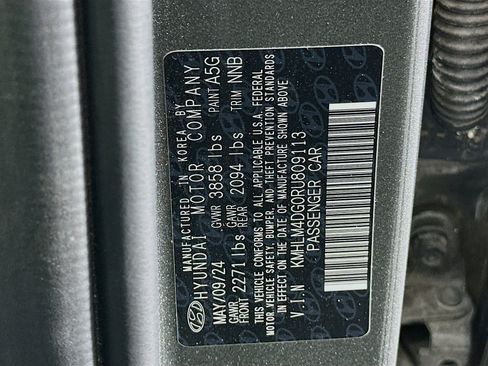 MANUFACTURED IN KOREA BY
HYUNDAI MOTOR COMPANY
MAY/09/24 GVWR 3858 lbs PAINT A5G
GAWR FRONT 2271 lbs GAWR REAR 2094 lbs TRIM NNB
THIS VEHICLE CONFORMS TO ALL APPLICABLE U.S.A. FEDERAL
MOTOR VEHICLE SAFETY, BUMPER, AND THEFT PREVENTION STANDARDS
IN EFFECT ON THE DATE OF MANUFACTURE SHOWN ABOVE.
V.I.N KMHLM4DG0RU809113
PASSENGER CAR